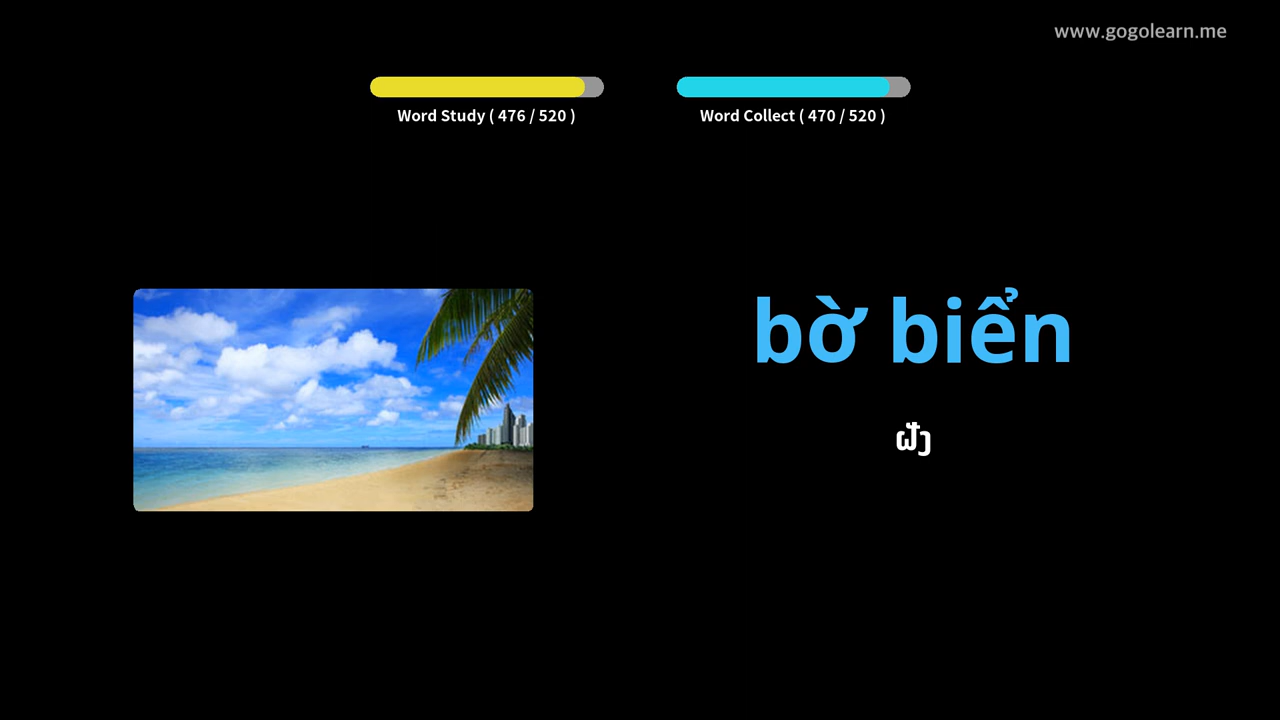 www.gogolearn.me
Word Study ( 476 / 520 )
Word Collect ( 470 / 520 )
bờ biển
ຝັ່ງ